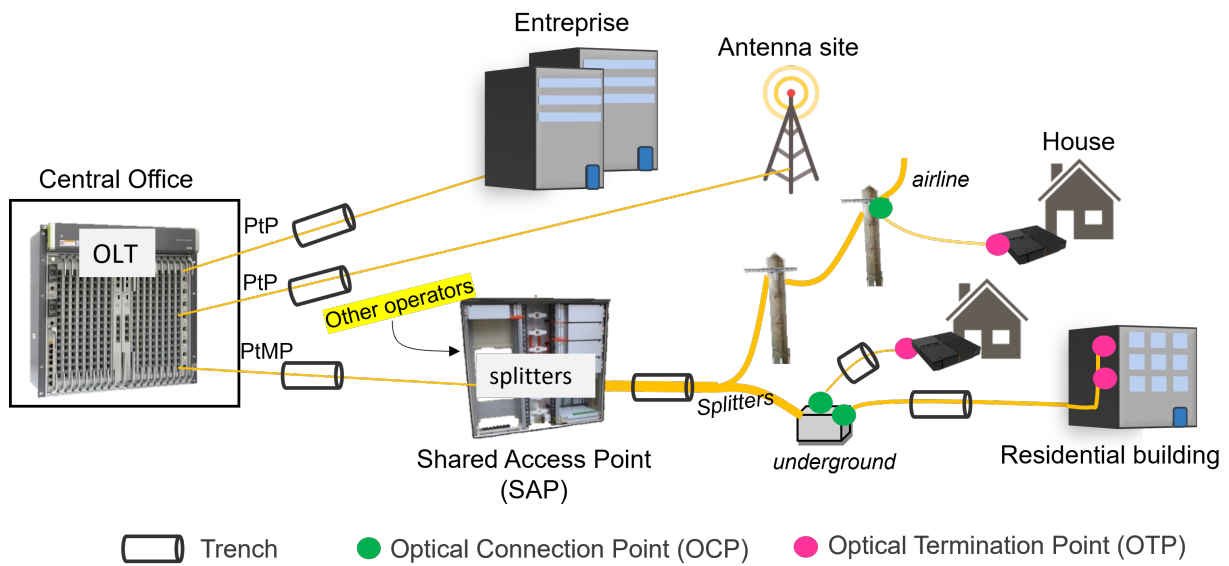 Entreprise
Antenna site
House
airline
Central Office
OLT
PtP
PtP
Other operators
PtMP
splitters
Splitters
underground
Shared Access Point
(SAP)
Residential building
Trench
Optical Connection Point (OCP)
Optical Termination Point (OTP)